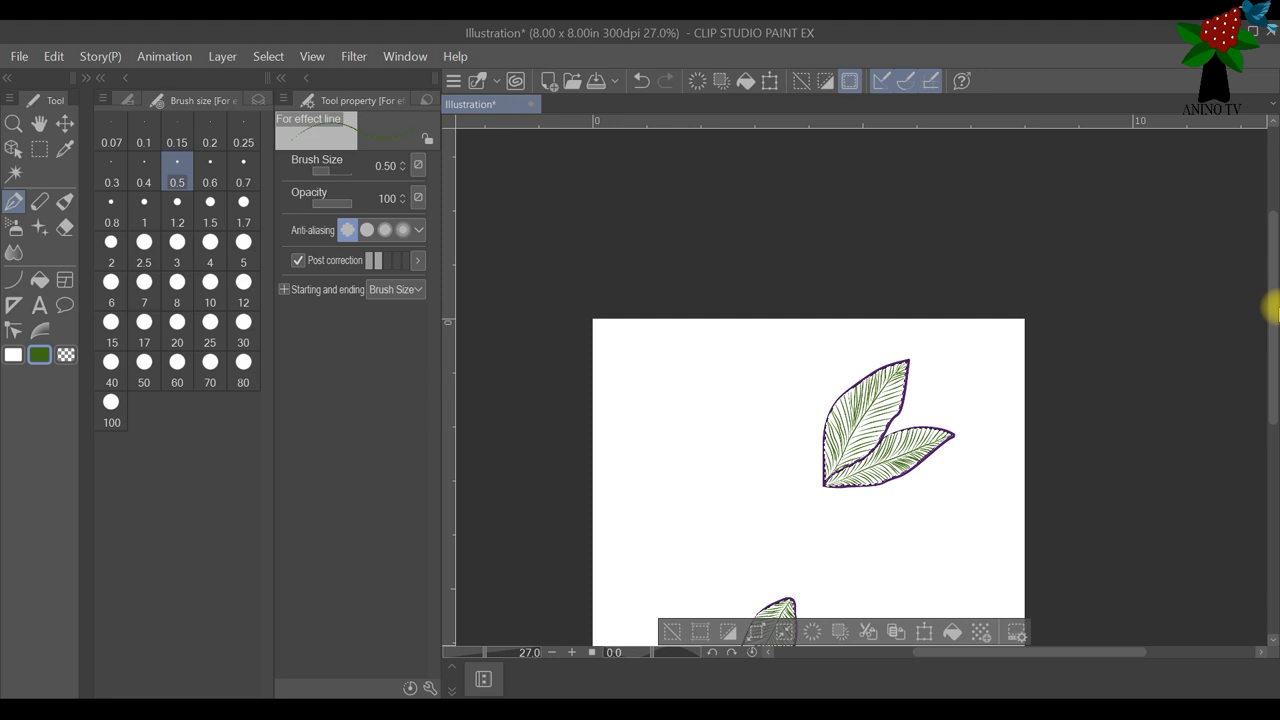 Illustration* (8.00 x 8.00in 300dpi 27.0%) - CLIP STUDIO PAINT EX
File Edit Story(P) Animation Layer Select View Filter Window Help
ANINO TV
Tool
Brush size [For e
Tool property [For ef
Illustration*
For effect line
0 10
0
0.07 0.1 0.15 0.2 0.25
0.3 0.4 0.5 0.6 0.7
0.8 1 1.2 1.5 1.7
2 2.5 3 4 5
6 7 8 10 12
15 17 20 25 30
40 50 60 70 80
100
Brush Size 0.50
Opacity 100
Anti-aliasing
Post correction
Starting and ending Brush Size
27.0 0.0